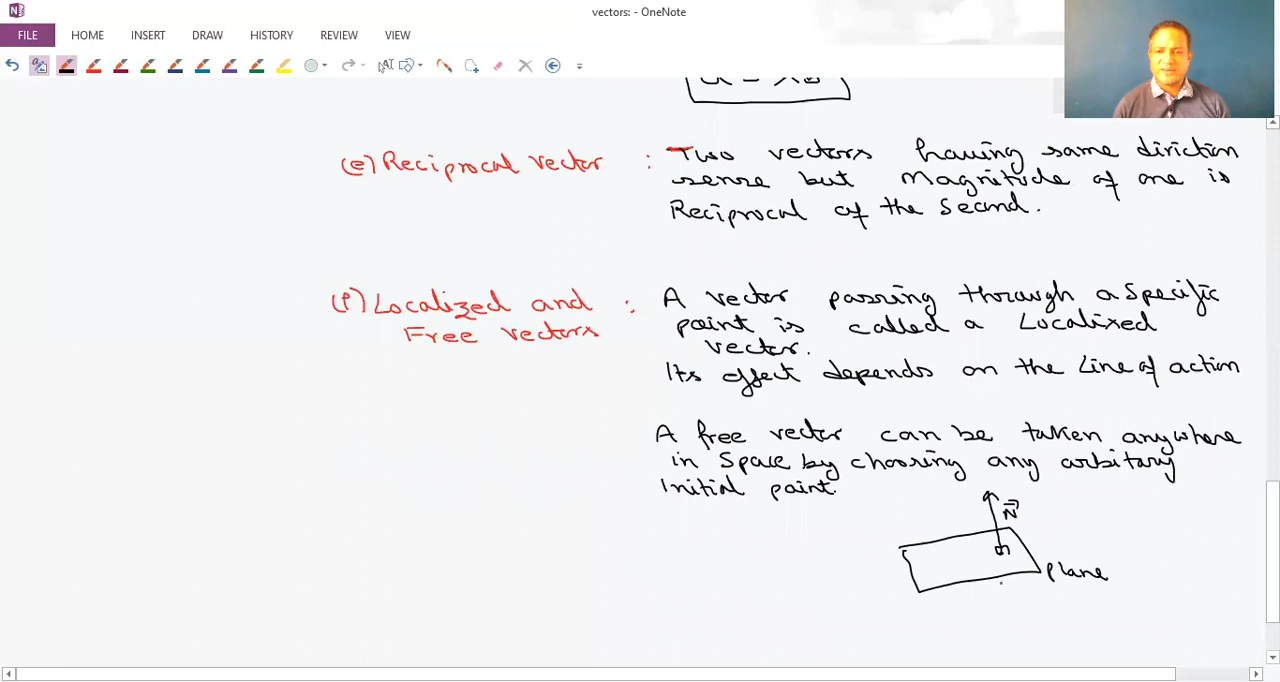 vectors: - OneNote
FILE HOME INSERT DRAW HISTORY REVIEW VIEW
(e) Reciprocal vector : Two vectors having same diriction
sense but Magnitude of one is
Reciprocal of the Second.
(f) Localized and : A vector passing through a specific
Free vectors point is called a Localized
vector.
Its effect depends on the Line of action
A free vector can be taken anywhere
in Space by choosing any arbitary
Initial point.
N
plane